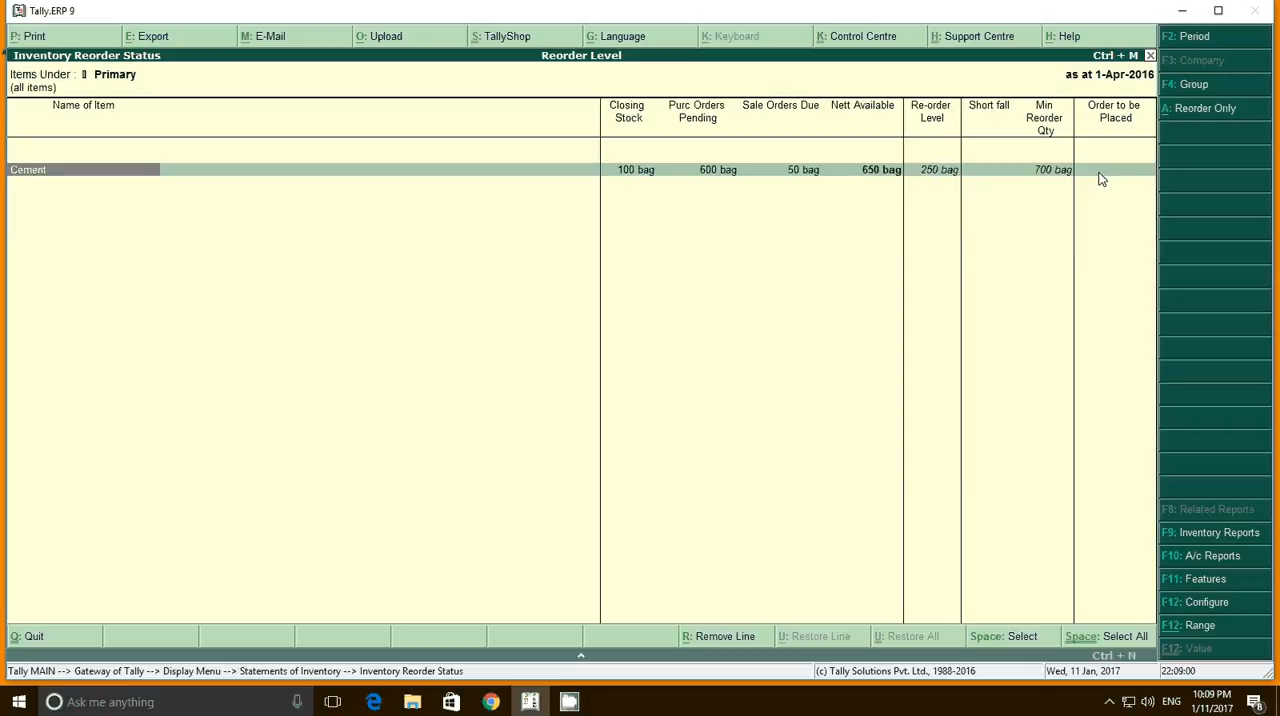 Tally.ERP 9
P: Print E: Export M: E-Mail O: Upload S: TallyShop G: Language K: Keyboard K: Control Centre H: Support Centre H: Help
Inventory Reorder Status Reorder Level Ctrl + M
Items Under : Primary as at 1-Apr-2016
(all items)
Name of Item Closing Stock Purc Orders Pending Sale Orders Due Nett Available Re-order Level Short fall Min Reorder Qty Order to be Placed
Cement 100 bag 600 bag 50 bag 650 bag 250 bag 700 bag
F2: Period
F3: Company
F4: Group
A: Reorder Only
F8: Related Reports
F9: Inventory Reports
F10: A/c Reports
F11: Features
F12: Configure
F12: Range
F12: Value
Q: Quit R: Remove Line U: Restore Line U: Restore All Space: Select Space: Select All
Ctrl + N
Tally MAIN --> Gateway of Tally --> Display Menu --> Statements of Inventory --> Inventory Reorder Status (c) Tally Solutions Pvt. Ltd., 1988-2016 Wed, 11 Jan, 2017 22:09:00
Ask me anything ENG 10:09 PM
1/11/2017 8